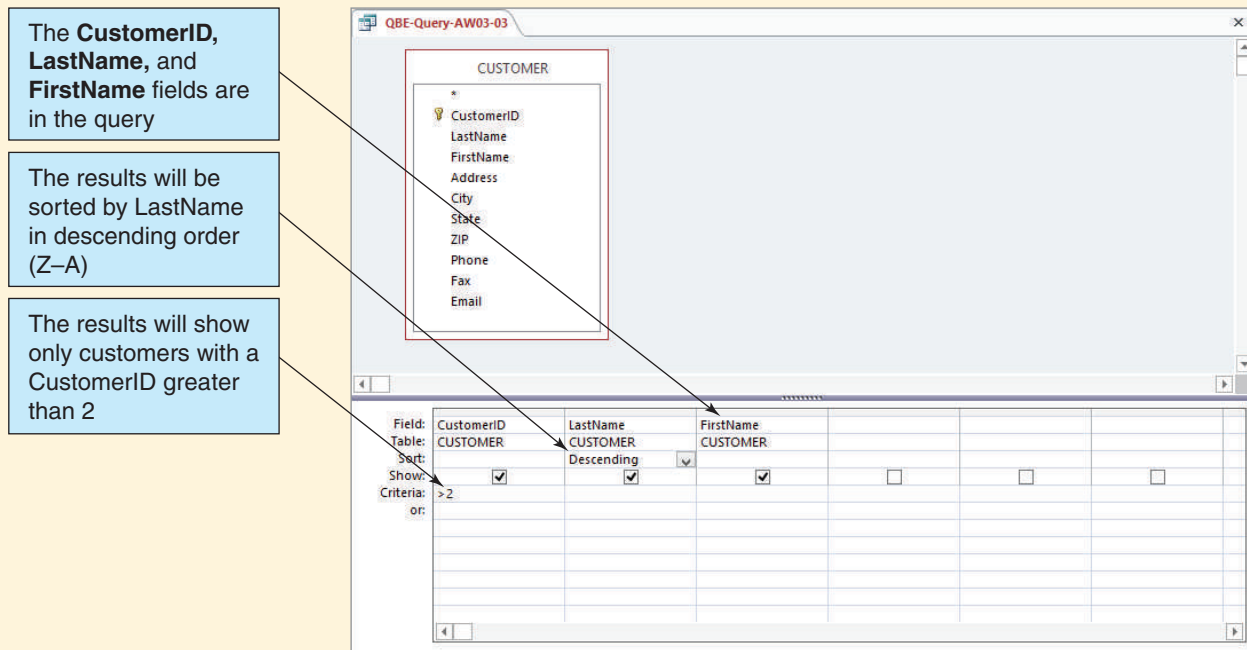 The CustomerID,
LastName, and
FirstName fields are
in the query
The results will be
sorted by LastName
in descending order
(Z–A)
The results will show
only customers with a
CustomerID greater
than 2
QBE-Query-AW03-03
CUSTOMER
*
CustomerID
LastName
FirstName
Address
City
State
ZIP
Phone
Fax
Email
Field: CustomerID LastName FirstName
Table: CUSTOMER CUSTOMER CUSTOMER
Sort: Descending
Show:
Criteria: >2
or: